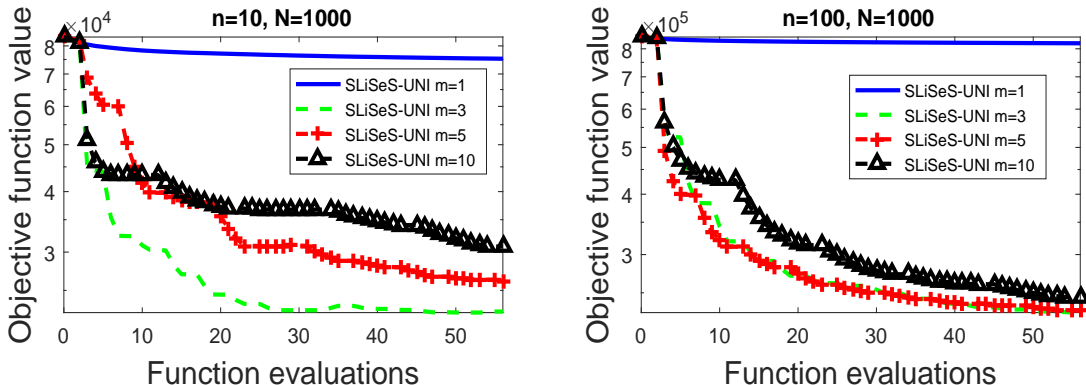 n=10, N=1000
× 10^4
Objective function value
8
7
6
5
4
3
0 10 20 30 40 50
Function evaluations
SLiSeS-UNI m=1
SLiSeS-UNI m=3
SLiSeS-UNI m=5
SLiSeS-UNI m=10
n=100, N=1000
× 10^5
Objective function value
8
7
6
5
4
3
0 10 20 30 40 50
Function evaluations
SLiSeS-UNI m=1
SLiSeS-UNI m=3
SLiSeS-UNI m=5
SLiSeS-UNI m=10